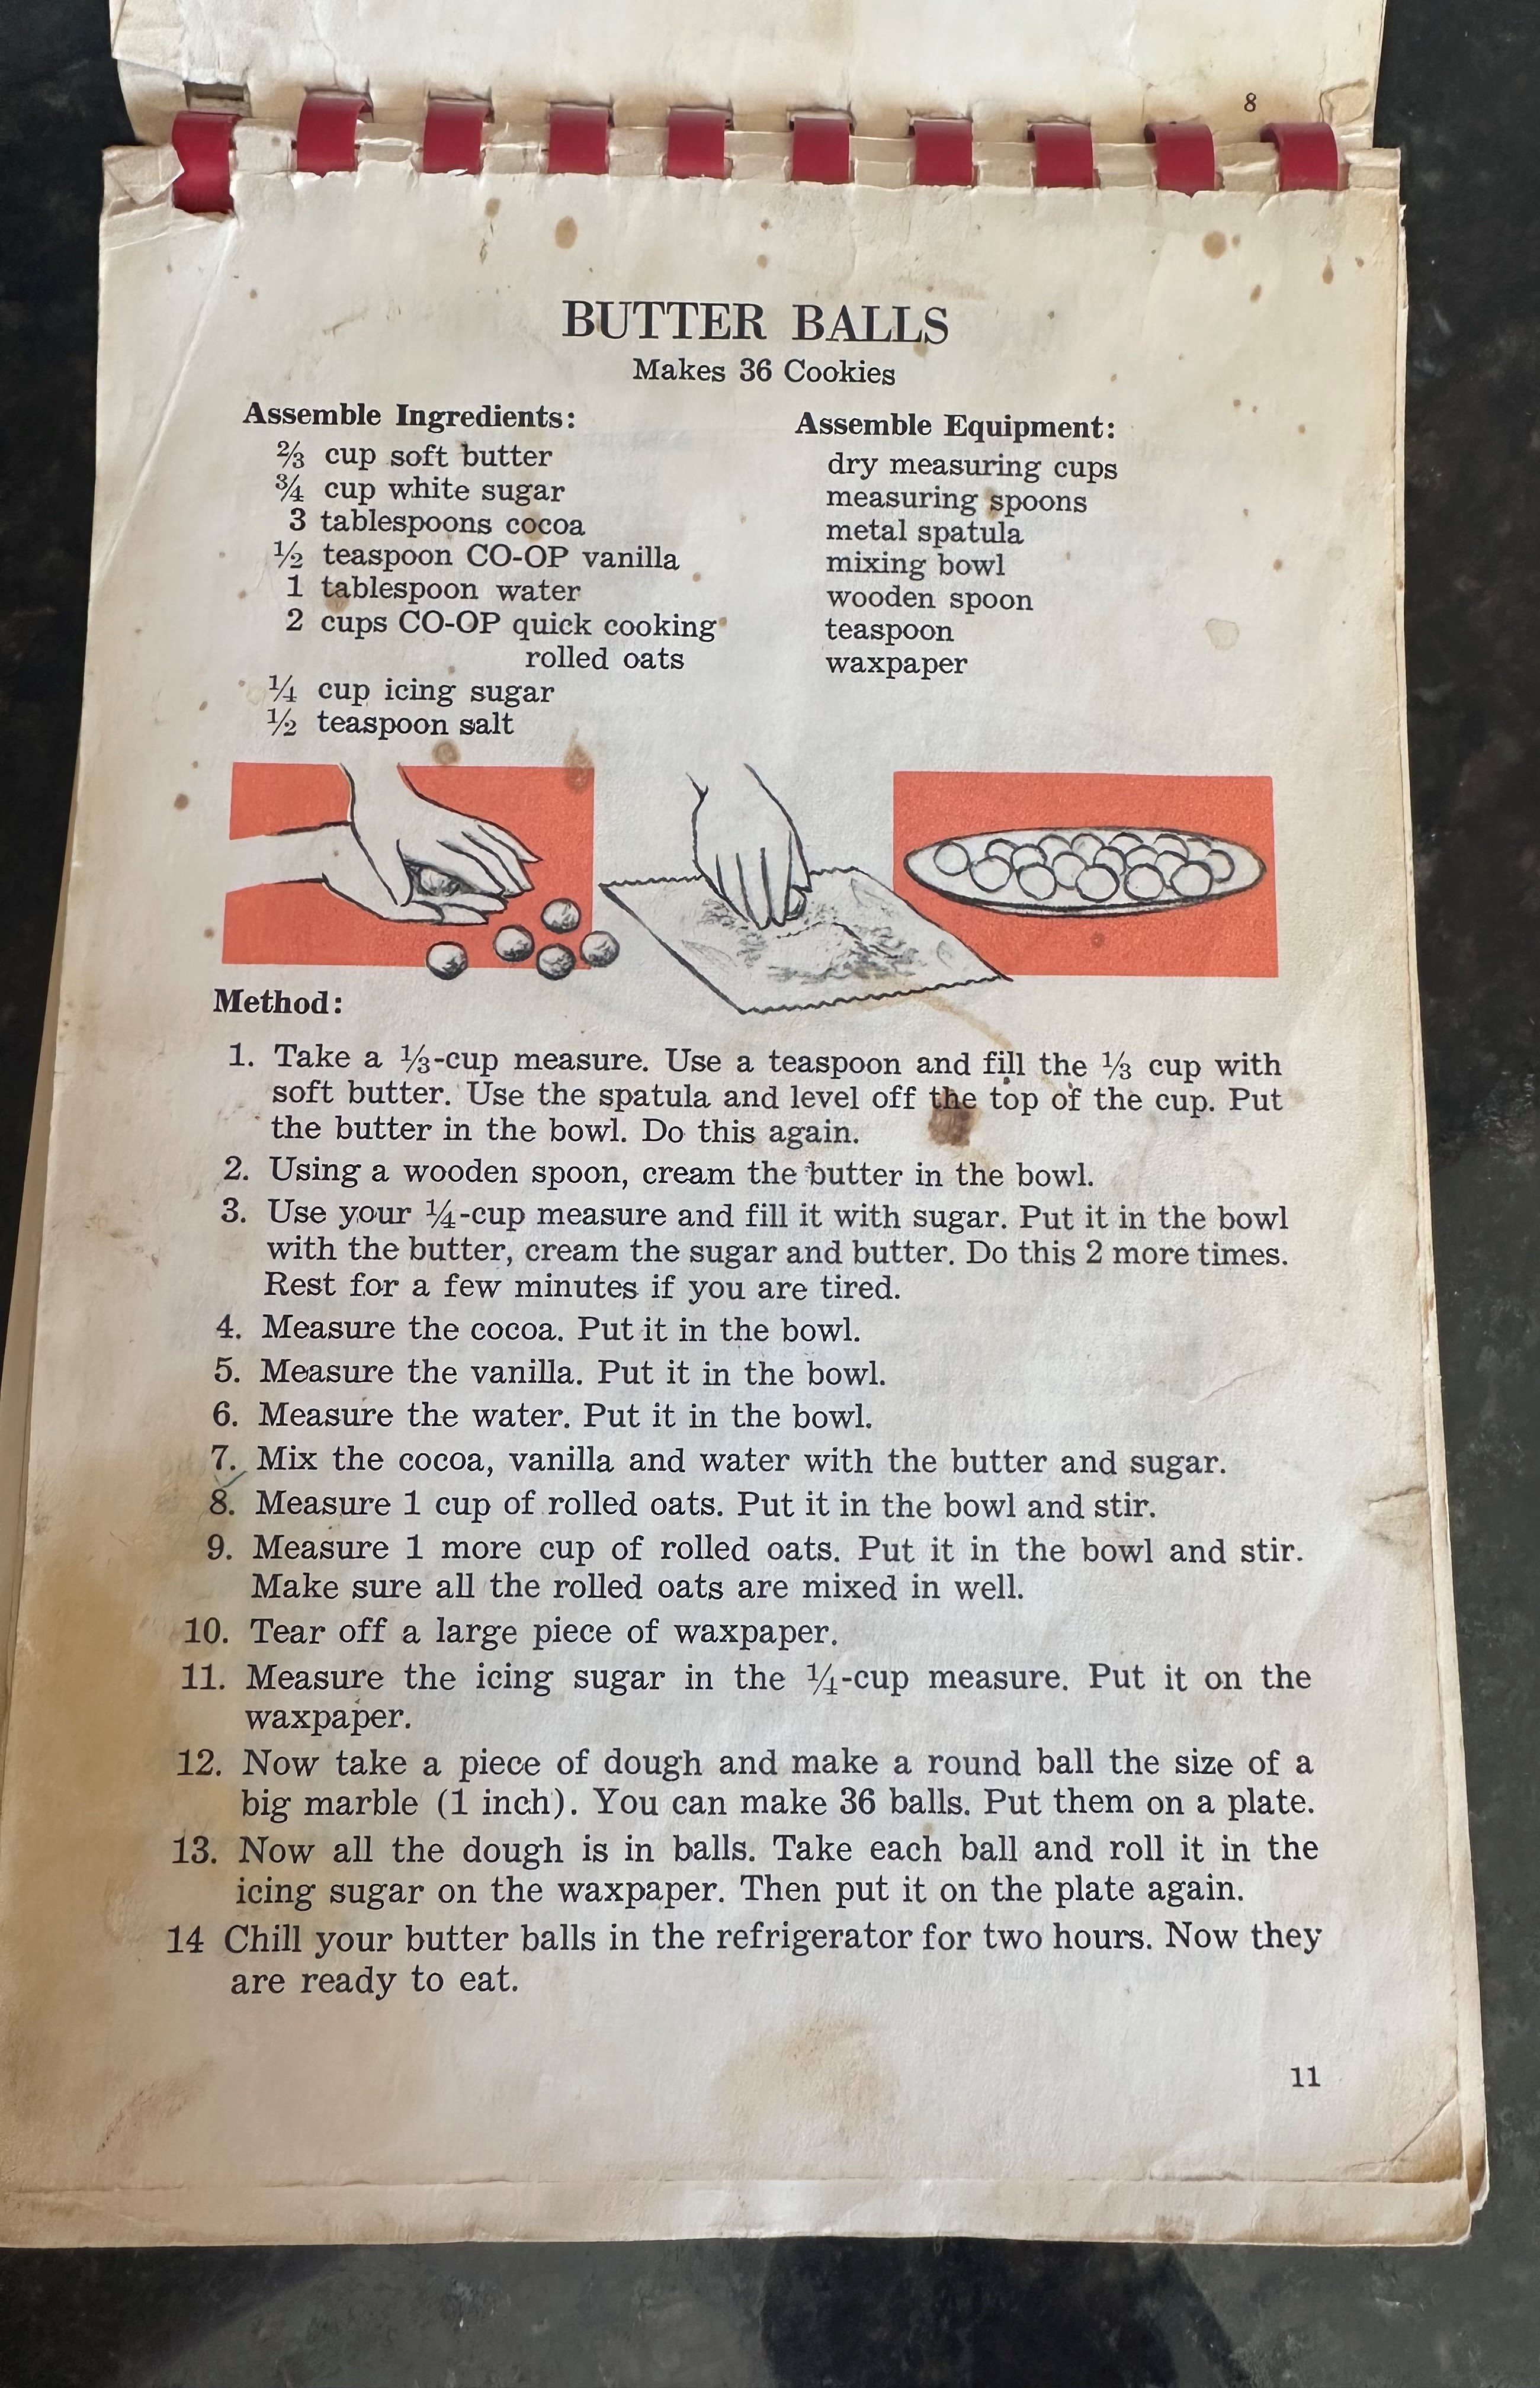 8
BUTTER BALLS
Makes 36 Cookies
Assemble Ingredients:
⅔ cup soft butter
¾ cup white sugar
3 tablespoons cocoa
½ teaspoon CO-OP vanilla
1 tablespoon water
2 cups CO-OP quick cooking
rolled oats
¼ cup icing sugar
½ teaspoon salt
Assemble Equipment:
dry measuring cups
measuring spoons
metal spatula
mixing bowl
wooden spoon
teaspoon
waxpaper
Method:
1. Take a ⅓-cup measure. Use a teaspoon and fill the ⅓ cup with
soft butter. Use the spatula and level off the top of the cup. Put
the butter in the bowl. Do this again.
2. Using a wooden spoon, cream the butter in the bowl.
3. Use your ¼-cup measure and fill it with sugar. Put it in the bowl
with the butter, cream the sugar and butter. Do this 2 more times.
Rest for a few minutes if you are tired.
4. Measure the cocoa. Put it in the bowl.
5. Measure the vanilla. Put it in the bowl.
6. Measure the water. Put it in the bowl.
7. Mix the cocoa, vanilla and water with the butter and sugar.
8. Measure 1 cup of rolled oats. Put it in the bowl and stir.
9. Measure 1 more cup of rolled oats. Put it in the bowl and stir.
Make sure all the rolled oats are mixed in well.
10. Tear off a large piece of waxpaper.
11. Measure the icing sugar in the ¼-cup measure. Put it on the
waxpaper.
12. Now take a piece of dough and make a round ball the size of a
big marble (1 inch). You can make 36 balls. Put them on a plate.
13. Now all the dough is in balls. Take each ball and roll it in the
icing sugar on the waxpaper. Then put it on the plate again.
14 Chill your butter balls in the refrigerator for two hours. Now they
are ready to eat.
11